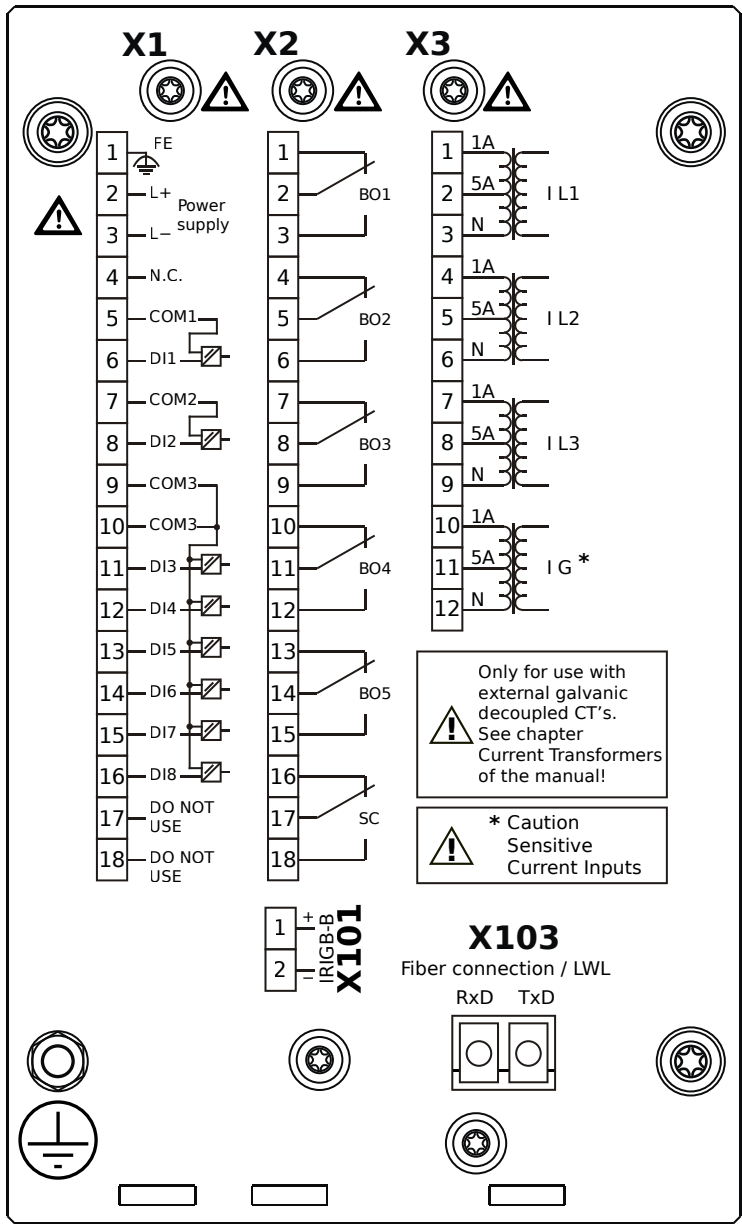 X1 X2 X3
1 FE
2 L+
Power
supply
3 L−
4 N.C.
5 COM1
6 DI1
7 COM2
8 DI2
9 COM3
10 COM3
11 DI3
12 DI4
13 DI5
14 DI6
15 DI7
16 DI8
17 DO NOT
USE
18 DO NOT
USE
1
2 BO1
3
4
5 BO2
6
7
8 BO3
9
10
11 BO4
12
13
14 BO5
15
16
17 SC
18
1 1A
2 5A I L1
3 N
4 1A
5 5A I L2
6 N
7 1A
8 5A I L3
9 N
10 1A
11 5A I G *
12 N
Only for use with
external galvanic
decoupled CT’s.
See chapter
Current Transformers
of the manual!
* Caution
Sensitive
Current Inputs
1 +
2 −
IRIGB-B
X101
X103
Fiber connection / LWL
RxD TxD